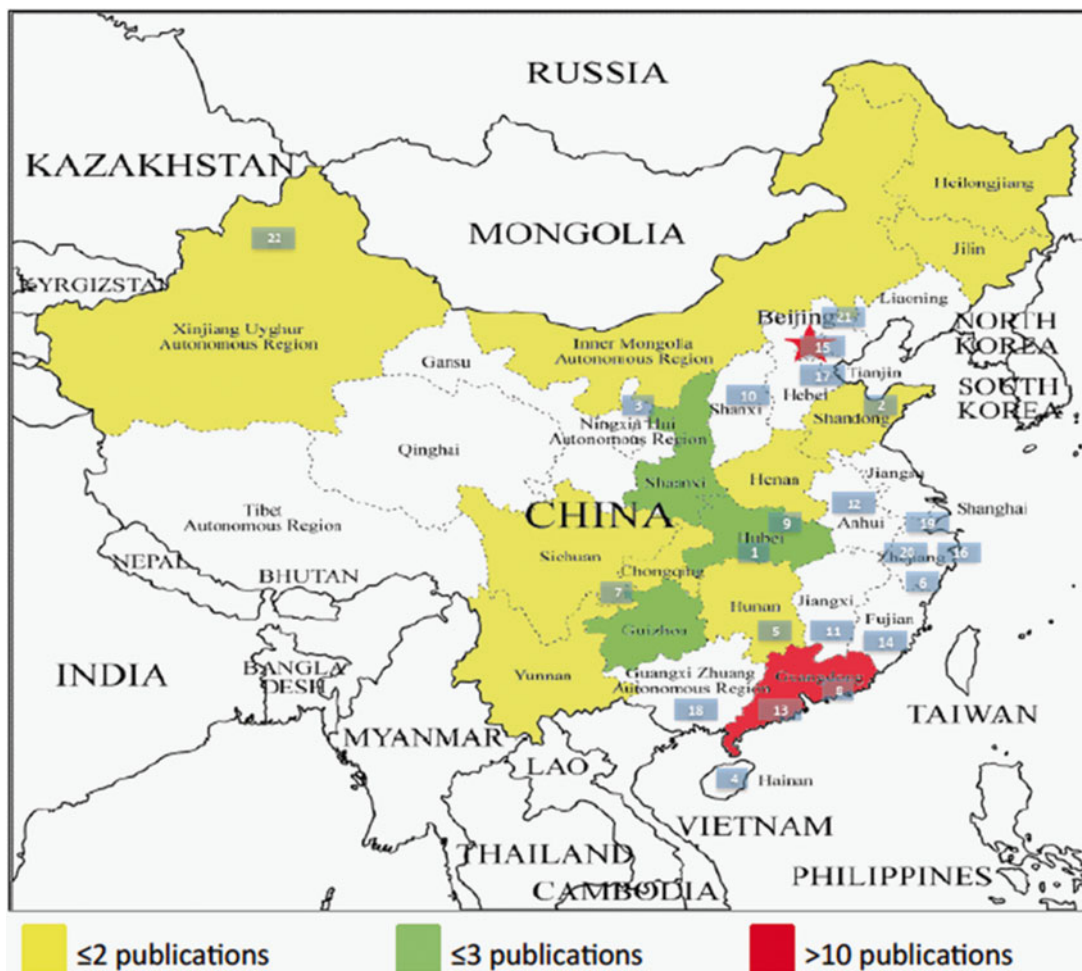 RUSSIA
KAZAKHSTAN
Heilongjiang
22
MONGOLIA
Jilin
KYRGIZSTAN
Liaoning
Beijing
21
NORTH
KOREA
Xinjiang Uyghur
Autonomous Region
Inner Mongolia
Autonomous Region
15
Gansu
17
Tianjin
SOUTH
KOREA
3
10
Shanxi
Hebei
2
Shandong
Ningxia Hui
Autonomous Region
Qinghai
Jiangsu
Shaanxi
Henan
12
Anhui
Shanghai
Tibet
Autonomous Region
CHINA
9
19
Hubei
1
Zhejiang
20
16
NEPAL
Sichuan
Chongqing
BHUTAN
7
6
Hunan
Jiangxi
Fujian
Guizhou
5
11
14
INDIA
BANGLA
DESH
Yunnan
Guangxi Zhuang
Autonomous Region
Guangdong
8
18
13
TAIWAN
MYANMAR
LAO
4
Hainan
VIETNAM
THAILAND
CAMBODIA
PHILIPPINES
≤2 publications
≤3 publications
>10 publications